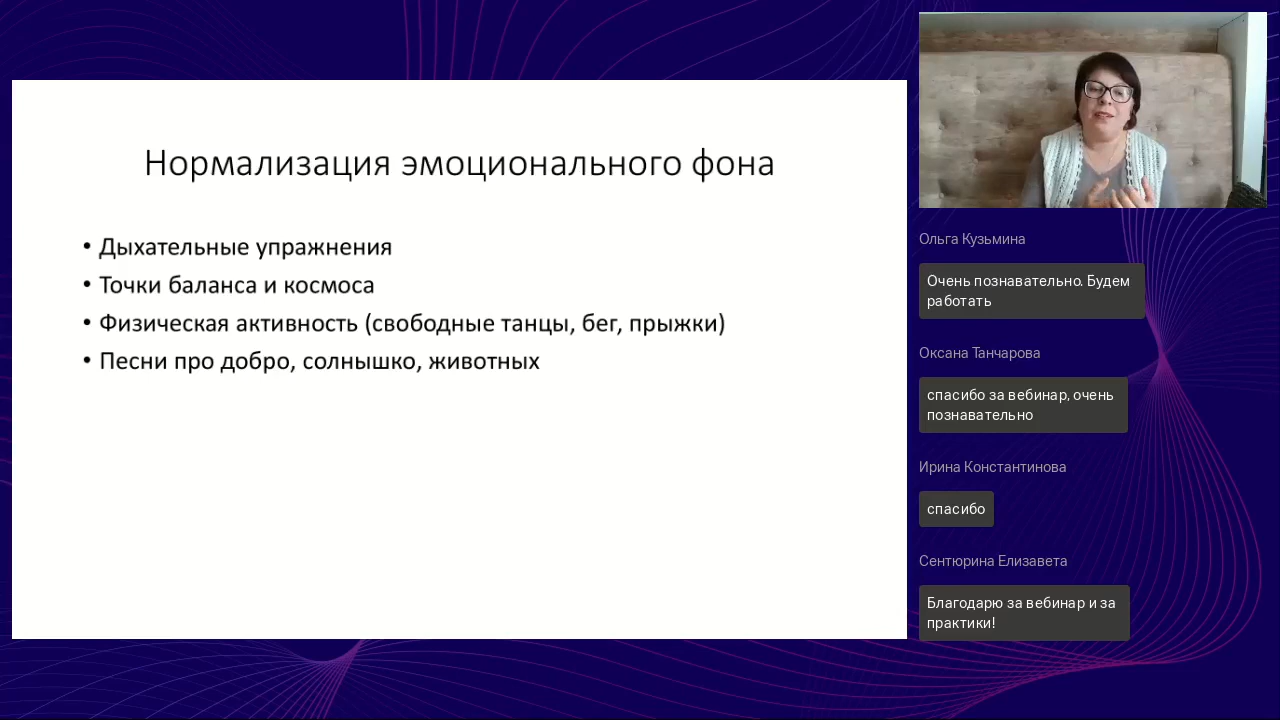 Нормализация эмоционального фона
• Дыхательные упражнения
• Точки баланса и космоса
• Физическая активность (свободные танцы, бег, прыжки)
• Песни про добро, солнышко, животных
Ольга Кузьмина
Очень познавательно. Будем
работать
Оксана Танчарова
спасибо за вебинар, очень
познавательно
Ирина Константинова
спасибо
Сентюрина Елизавета
Благодарю за вебинар и за
практики!